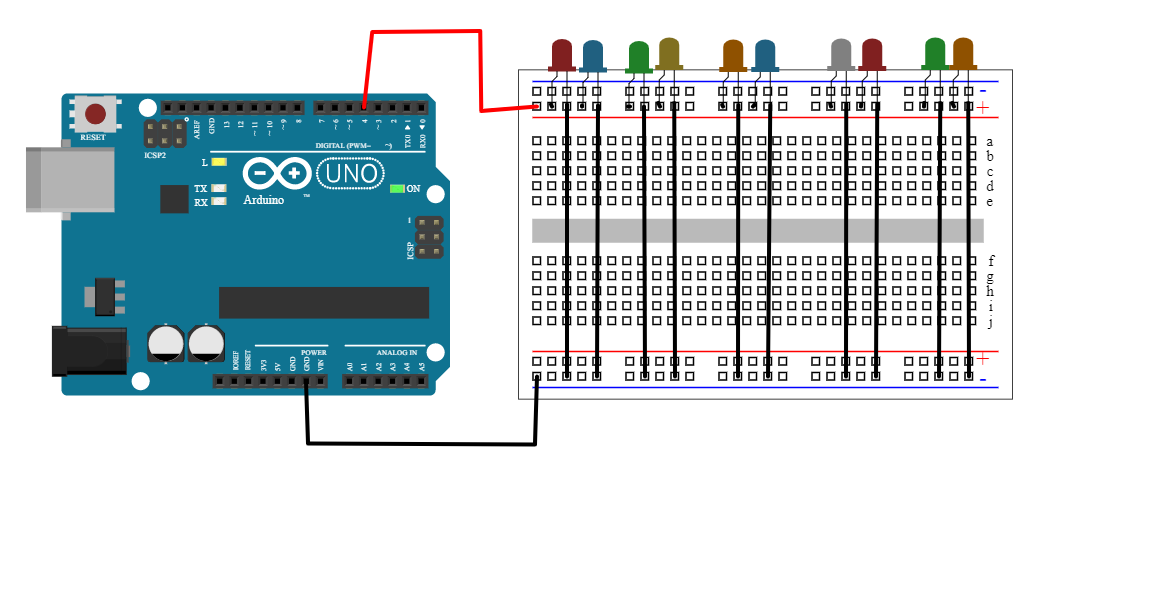 RESET
ICSP2
AREF
GND
13
12
~11
~10
~9
8
7
~6
~5
4
~3
2
TX0 ▶ 1
RX0 ◀ 0
DIGITAL (PWM~ ~)
L
TX
RX
UNO
Arduino
™
ON
1
ICSP
IOREF
RESET
3V3
5V
GND
GND
VIN
POWER
ANALOG IN
A0
A1
A2
A3
A4
A5
-
+
a
b
c
d
e
f
g
h
i
j
+
-